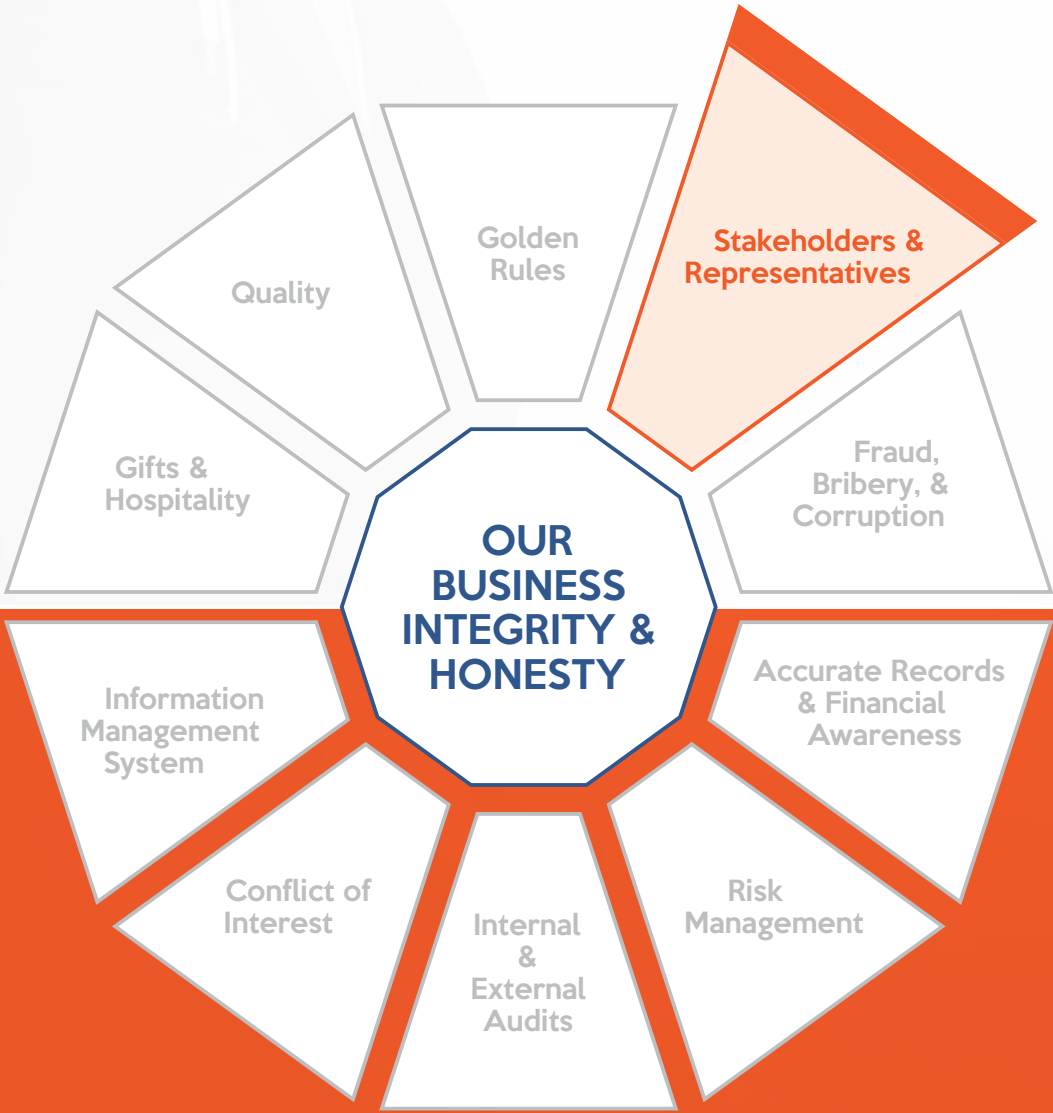 Golden
Rules
Stakeholders &
Representatives
Quality
Fraud,
Bribery, &
Corruption
Gifts &
Hospitality
OUR
BUSINESS
INTEGRITY &
HONESTY
Accurate Records
& Financial
Awareness
Information
Management
System
Risk
Management
Conflict of
Interest
Internal
&
External
Audits